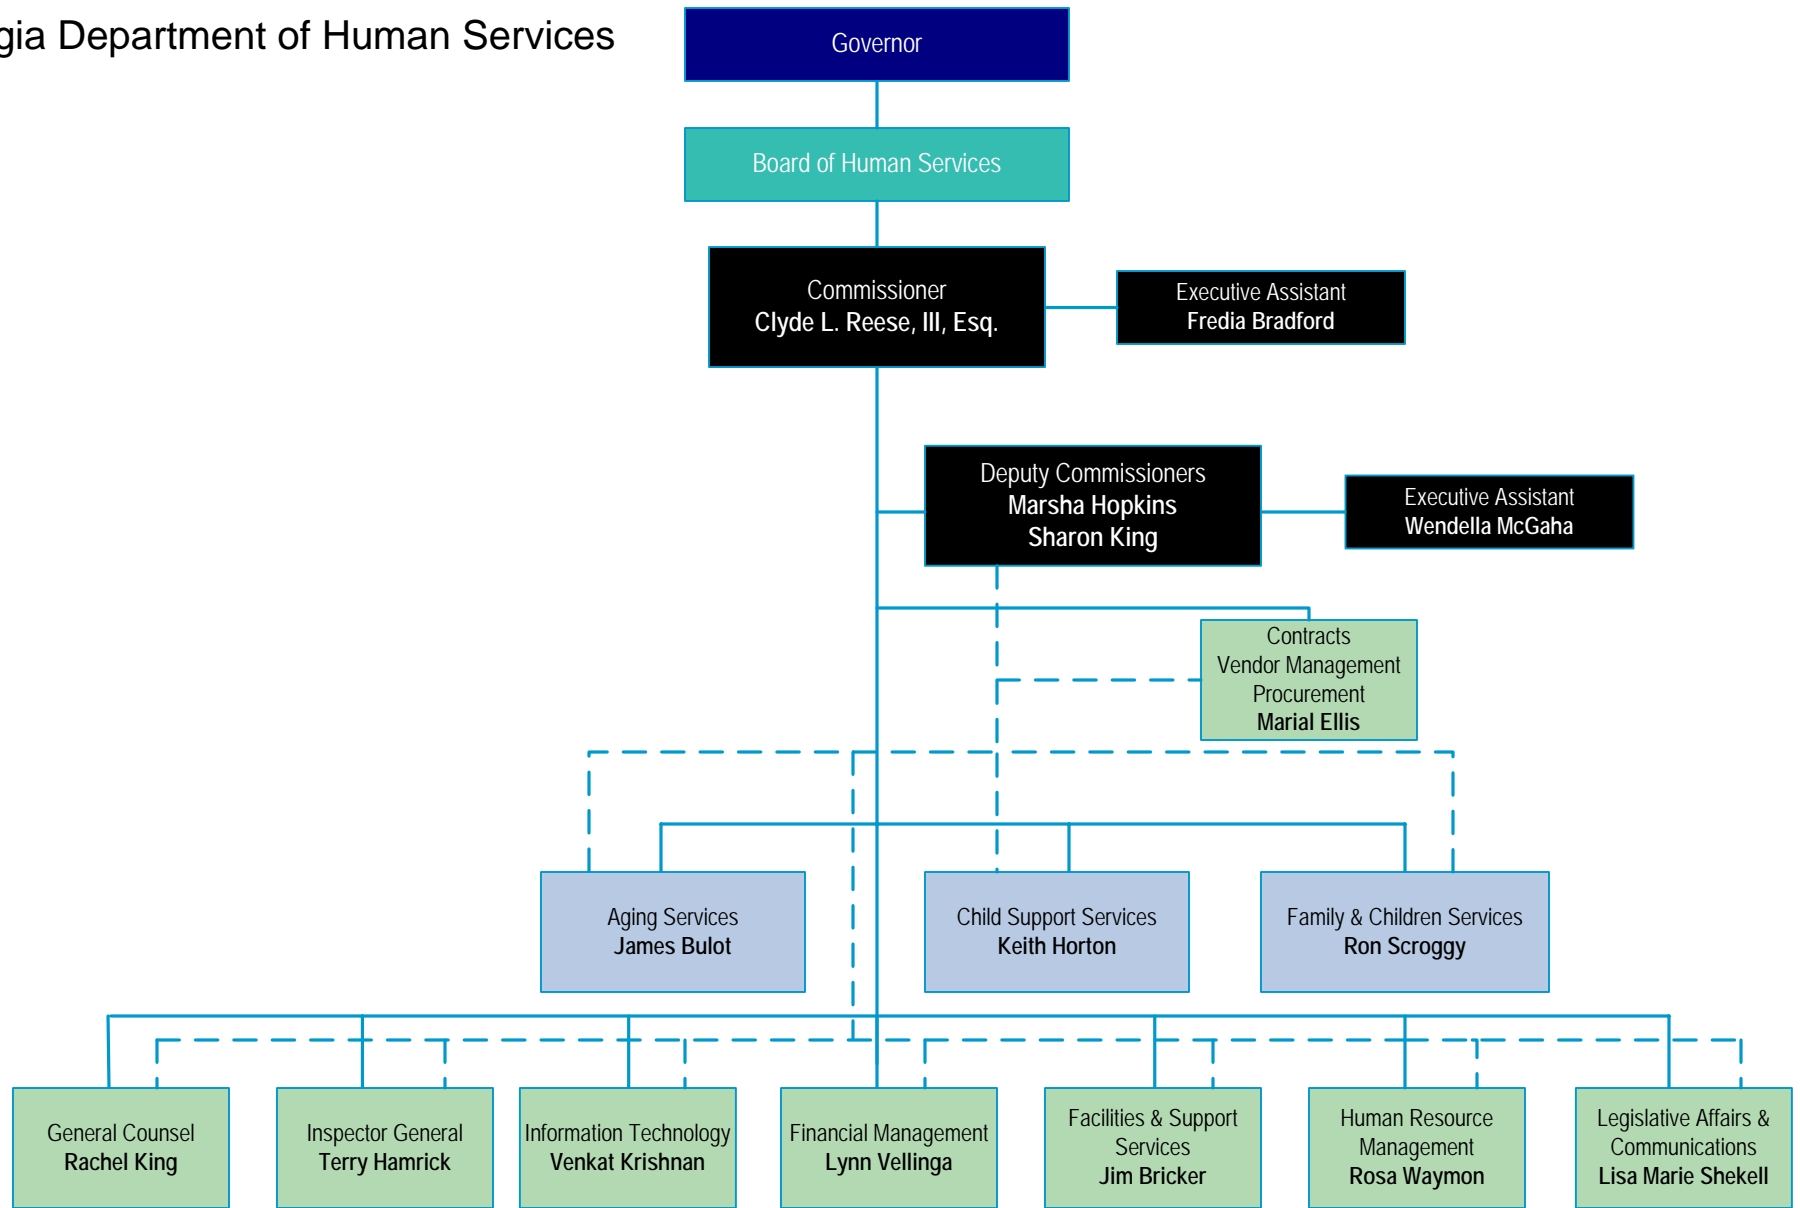 gia Department of Human Services
Governor
Board of Human Services
Commissioner
Clyde L. Reese, III, Esq.
Executive Assistant
Fredia Bradford
Deputy Commissioners
Marsha Hopkins
Sharon King
Executive Assistant
Wendella McGaha
Contracts
Vendor Management
Procurement
Marial Ellis
Aging Services
James Bulot
Child Support Services
Keith Horton
Family & Children Services
Ron Scroggy
General Counsel
Rachel King
Inspector General
Terry Hamrick
Information Technology
Venkat Krishnan
Financial Management
Lynn Vellinga
Facilities & Support
Services
Jim Bricker
Human Resource
Management
Rosa Waymon
Legislative Affairs &
Communications
Lisa Marie Shekell